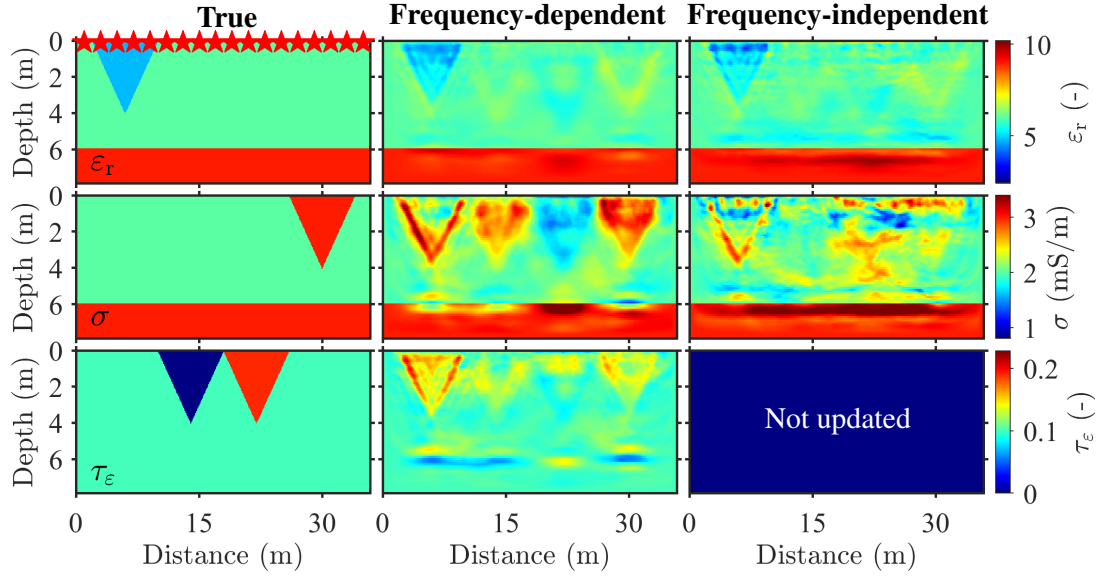 True Frequency-dependent Frequency-independent
0
2
4
6
Depth (m)
εr
10
5
εr (-)
0
2
4
6
Depth (m)
σ
3
2
1
σ (mS/m)
0
2
4
6
Depth (m)
τε
Not updated
0.2
0.1
0
τε (-)
0 15 30 0 15 30 0 15 30
Distance (m) Distance (m) Distance (m)